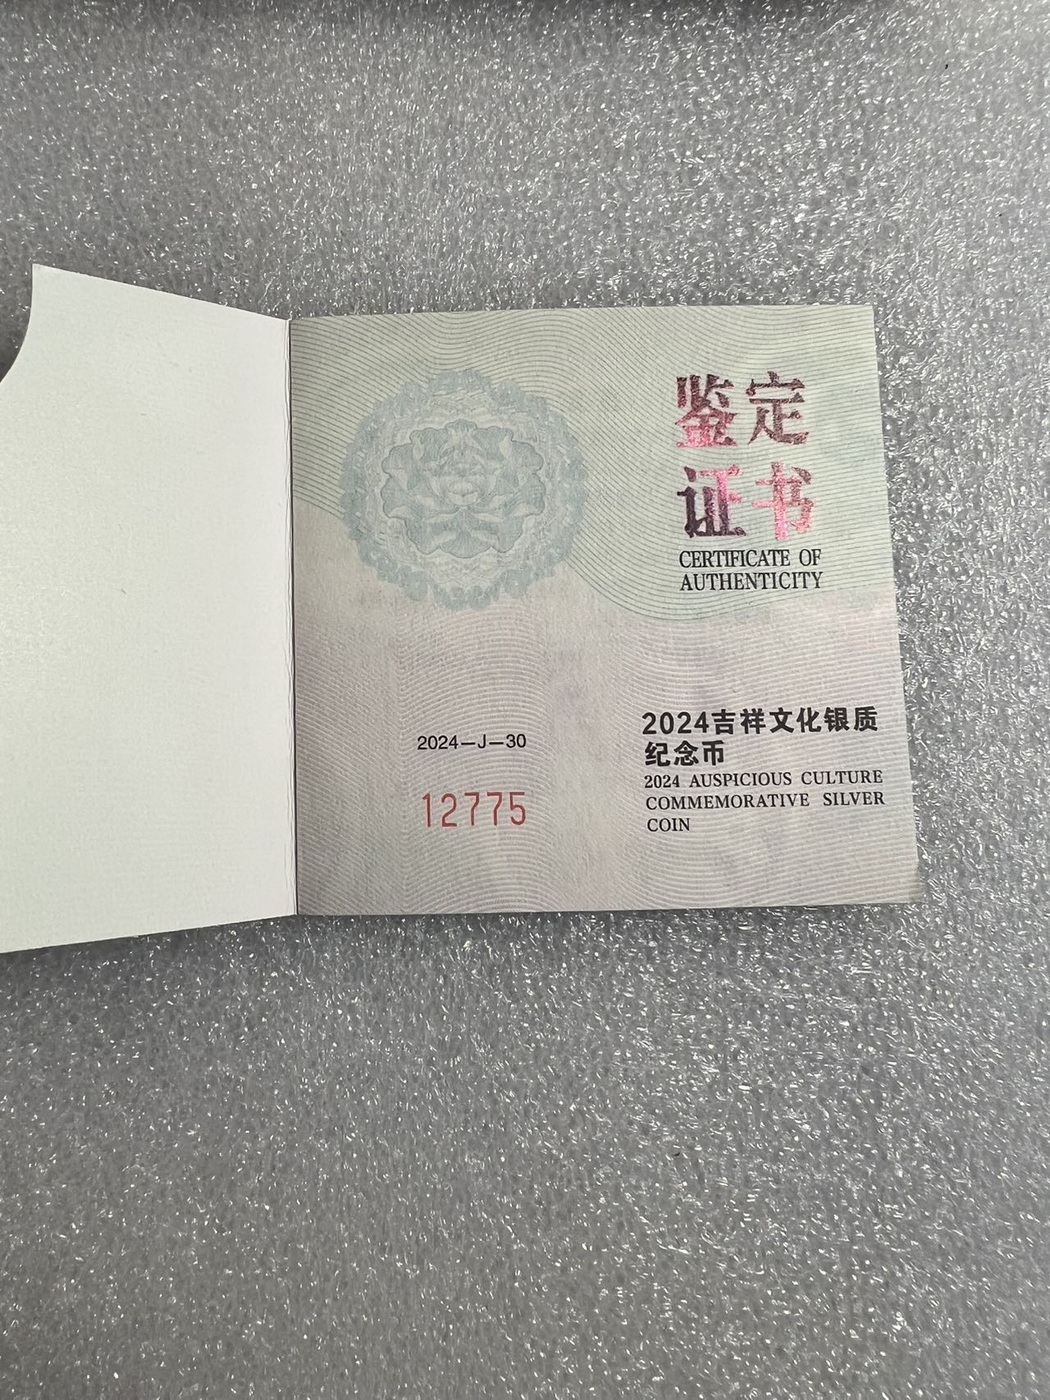 鉴定
证书
CERTIFICATE OF
AUTHENTICITY
2024—J—30
12775
2024吉祥文化银质
纪念币
2024 AUSPICIOUS CULTURE
COMMEMORATIVE SILVER
COIN